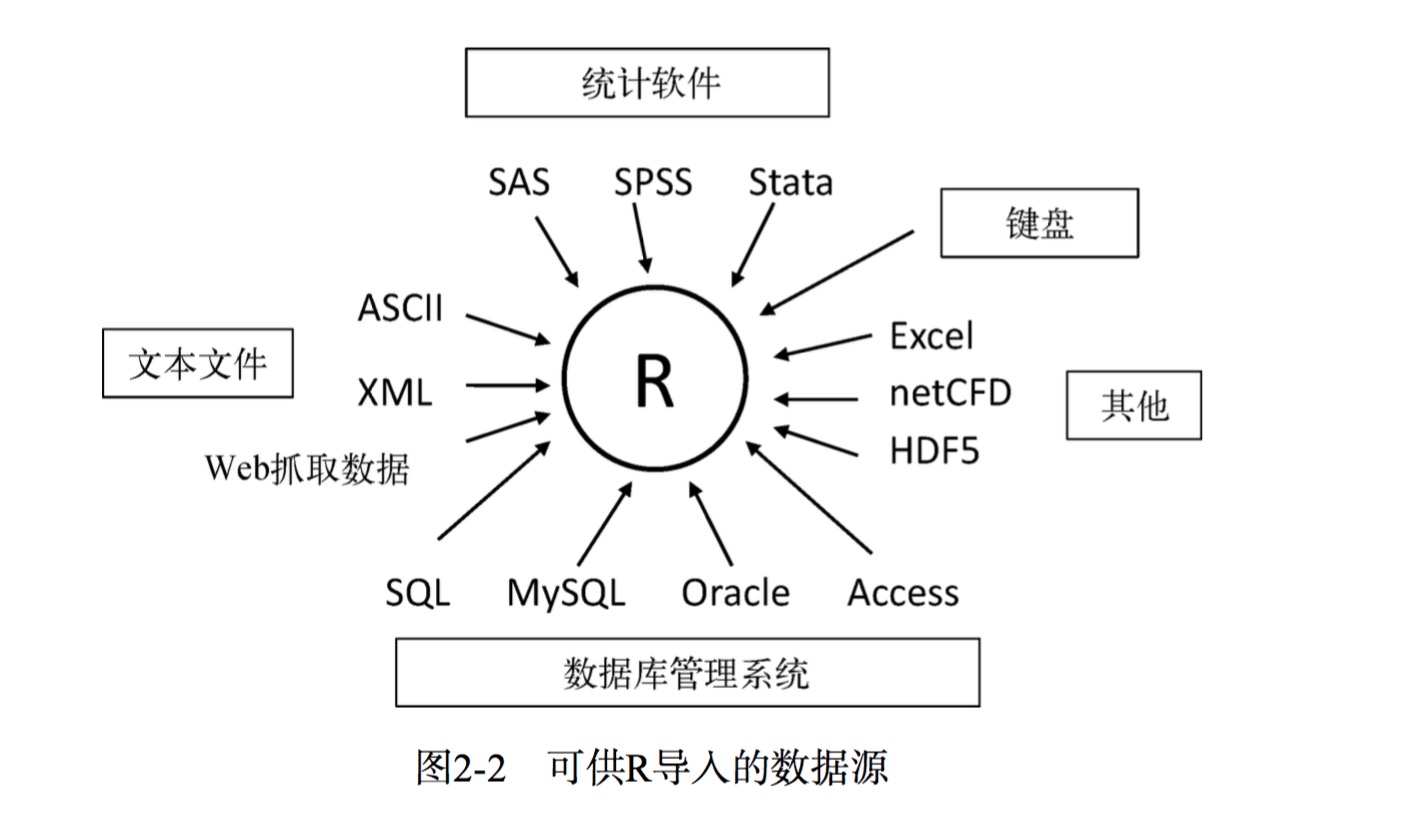 统计软件
SAS SPSS Stata
键盘
ASCII
Excel
文本文件
XML
R
netCFD
其他
HDF5
Web抓取数据
SQL MySQL Oracle Access
数据库管理系统
图2-2 可供R导入的数据源